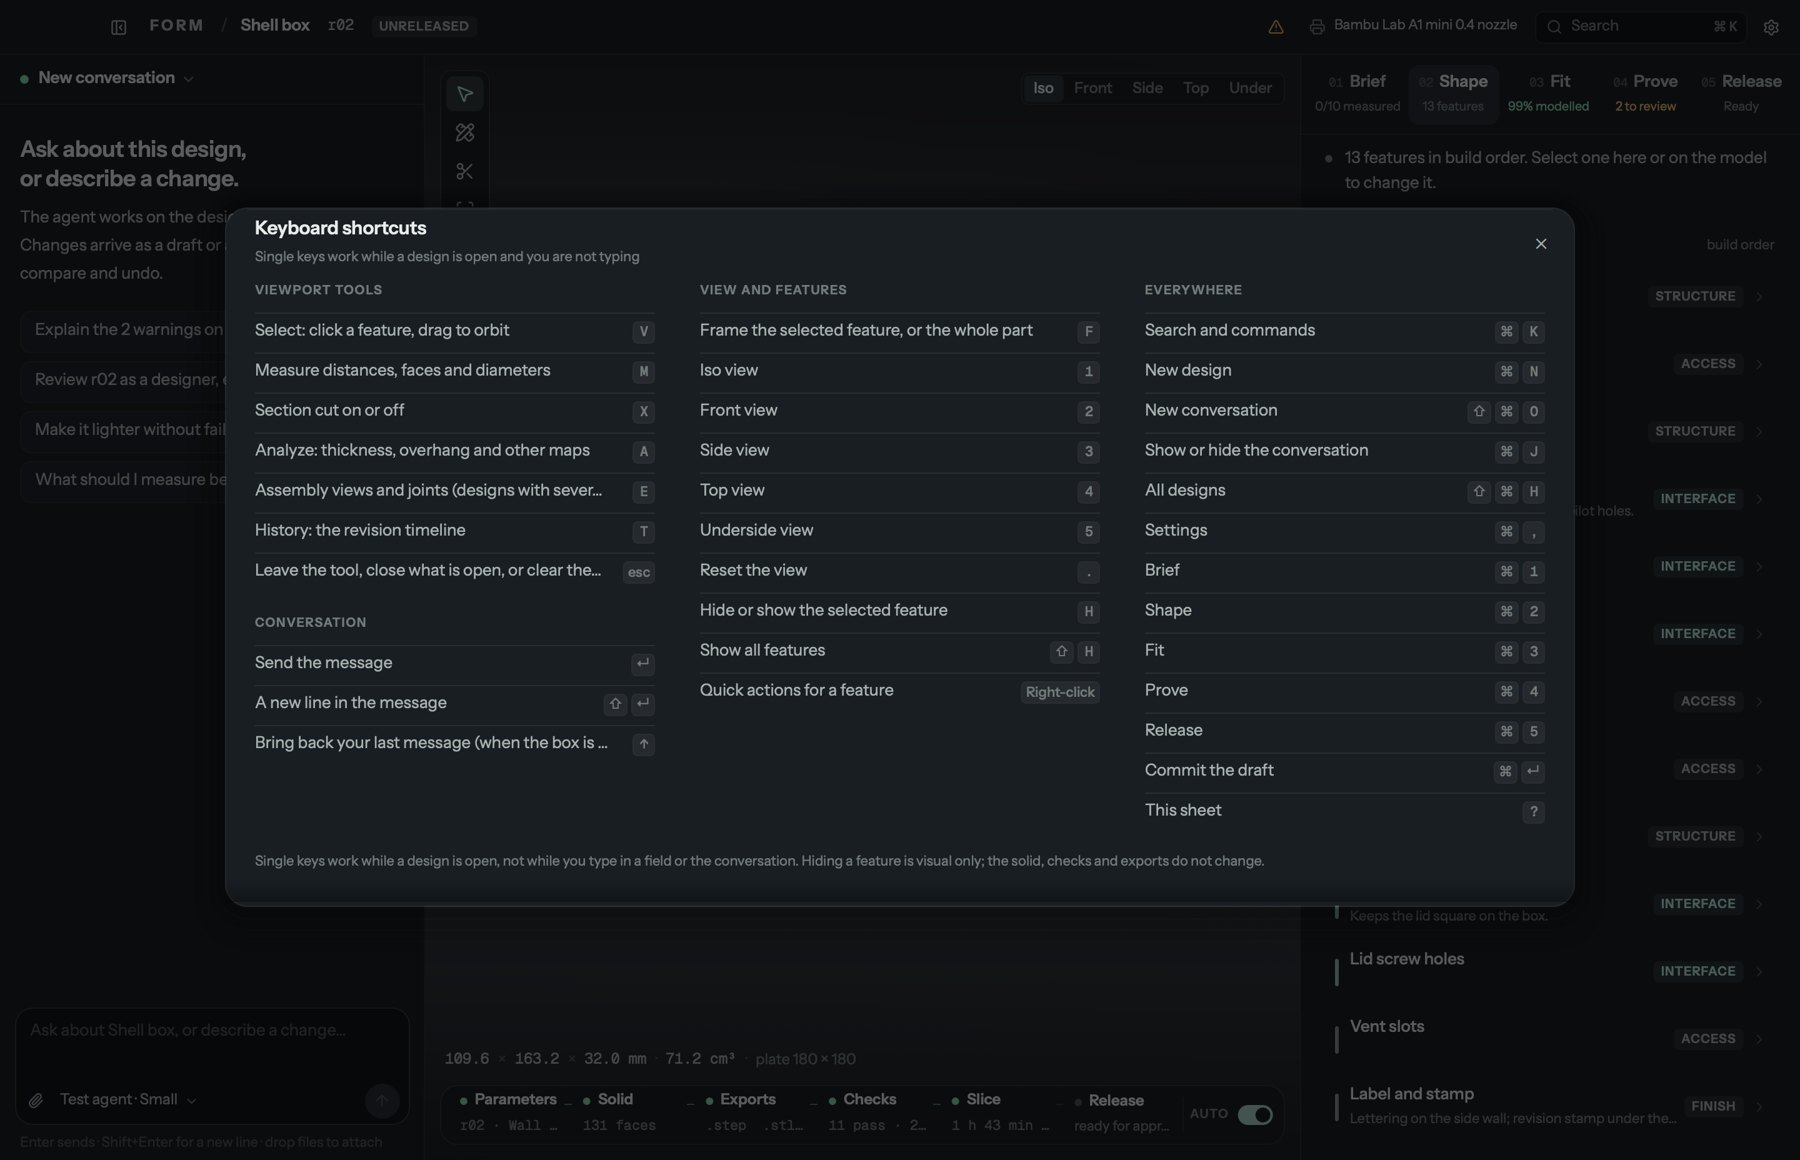 FORM / Shell box r02 UNRELEASED
Bambu Lab A1 mini 0.4 nozzle
Search ⌘ K
New conversation
Ask about this design,
or describe a change.
The agent works on the desi
Changes arrive as a draft or
compare and undo.
Explain the 2 warnings on
Review r02 as a designer,
Make it lighter without fail
What should I measure be
Iso Front Side Top Under
01 Brief 02 Shape 03 Fit 04 Prove 05 Release
0/10 measured 13 features 99% modelled 2 to review Ready
13 features in build order. Select one here or on the model
to change it.
build order
STRUCTURE
ACCESS
STRUCTURE
INTERFACE
ilot holes.
INTERFACE
INTERFACE
ACCESS
ACCESS
STRUCTURE
INTERFACE
Keyboard shortcuts
Single keys work while a design is open and you are not typing
VIEWPORT TOOLS
Select: click a feature, drag to orbit V
Measure distances, faces and diameters M
Section cut on or off X
Analyze: thickness, overhang and other maps A
Assembly views and joints (designs with sever... E
History: the revision timeline T
Leave the tool, close what is open, or clear the... esc
CONVERSATION
Send the message ↵
A new line in the message ⇧ ↵
Bring back your last message (when the box is ... ↑
VIEW AND FEATURES
Frame the selected feature, or the whole part F
Iso view 1
Front view 2
Side view 3
Top view 4
Underside view 5
Reset the view .
Hide or show the selected feature H
Show all features ⇧ H
Quick actions for a feature Right-click
EVERYWHERE
Search and commands ⌘ K
New design ⌘ N
New conversation ⇧ ⌘ O
Show or hide the conversation ⌘ J
All designs ⇧ ⌘ H
Settings ⌘ ,
Brief ⌘ 1
Shape ⌘ 2
Fit ⌘ 3
Prove ⌘ 4
Release ⌘ 5
Commit the draft ⌘ ↵
This sheet ?
Single keys work while a design is open, not while you type in a field or the conversation. Hiding a feature is visual only; the solid, checks and exports do not change.
Keeps the lid square on the box.
Lid screw holes INTERFACE
Vent slots ACCESS
Label and stamp
Lettering on the side wall; revision stamp under the... FINISH
Ask about Shell box, or describe a change...
Test agent · Small
Enter sends · Shift+Enter for a new line · drop files to attach
109.6 × 163.2 × 32.0 mm · 71.2 cm³ · plate 180 × 180
Parameters Solid Exports Checks Slice Release
r02 · Wall … 131 faces .step .stl… 11 pass · 2… 1 h 43 min … ready for appr...
AUTO